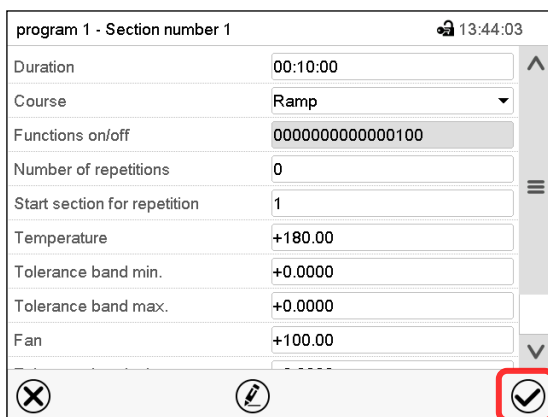 program 1 - Section number 1 13:44:03
Duration 00:10:00
Course Ramp
Functions on/off 0000000000000100
Number of repetitions 0
Start section for repetition 1
Temperature +180.00
Tolerance band min. +0.0000
Tolerance band max. +0.0000
Fan +100.00